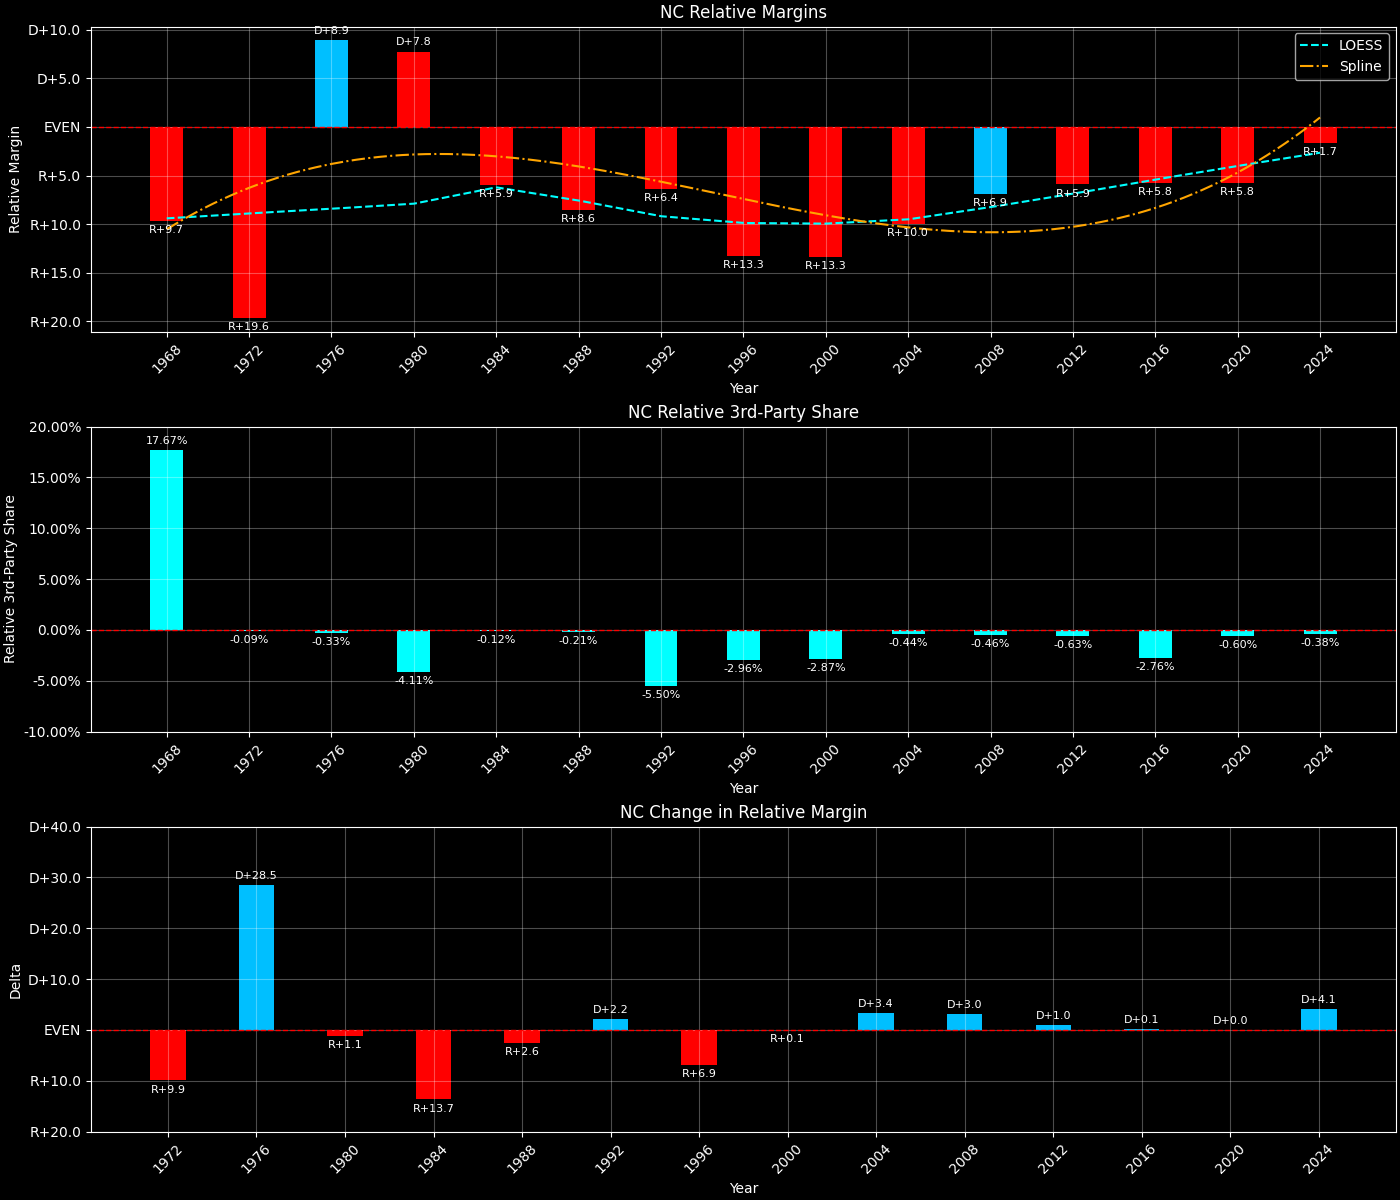 NC Relative Margins
Relative Margin
D+10.0
D+5.0
EVEN
R+5.0
R+10.0
R+15.0
R+20.0
LOESS
Spline
R+9.7
R+19.6
D+8.9
D+7.8
R+5.9
R+8.6
R+6.4
R+13.3
R+13.3
R+10.0
R+6.9
R+5.9
R+5.8
R+5.8
R+1.7
1968 1972 1976 1980 1984 1988 1992 1996 2000 2004 2008 2012 2016 2020 2024
Year
NC Relative 3rd-Party Share
Relative 3rd-Party Share
20.00%
15.00%
10.00%
5.00%
0.00%
-5.00%
-10.00%
17.67%
-0.09%
-0.33%
-4.11%
-0.12%
-0.21%
-5.50%
-2.96%
-2.87%
-0.44%
-0.46%
-0.63%
-2.76%
-0.60%
-0.38%
1968 1972 1976 1980 1984 1988 1992 1996 2000 2004 2008 2012 2016 2020 2024
Year
NC Change in Relative Margin
Delta
D+40.0
D+30.0
D+20.0
D+10.0
EVEN
R+10.0
R+20.0
R+9.9
D+28.5
R+1.1
R+13.7
R+2.6
D+2.2
R+6.9
R+0.1
D+3.4
D+3.0
D+1.0
D+0.1
D+0.0
D+4.1
1972 1976 1980 1984 1988 1992 1996 2000 2004 2008 2012 2016 2020 2024
Year